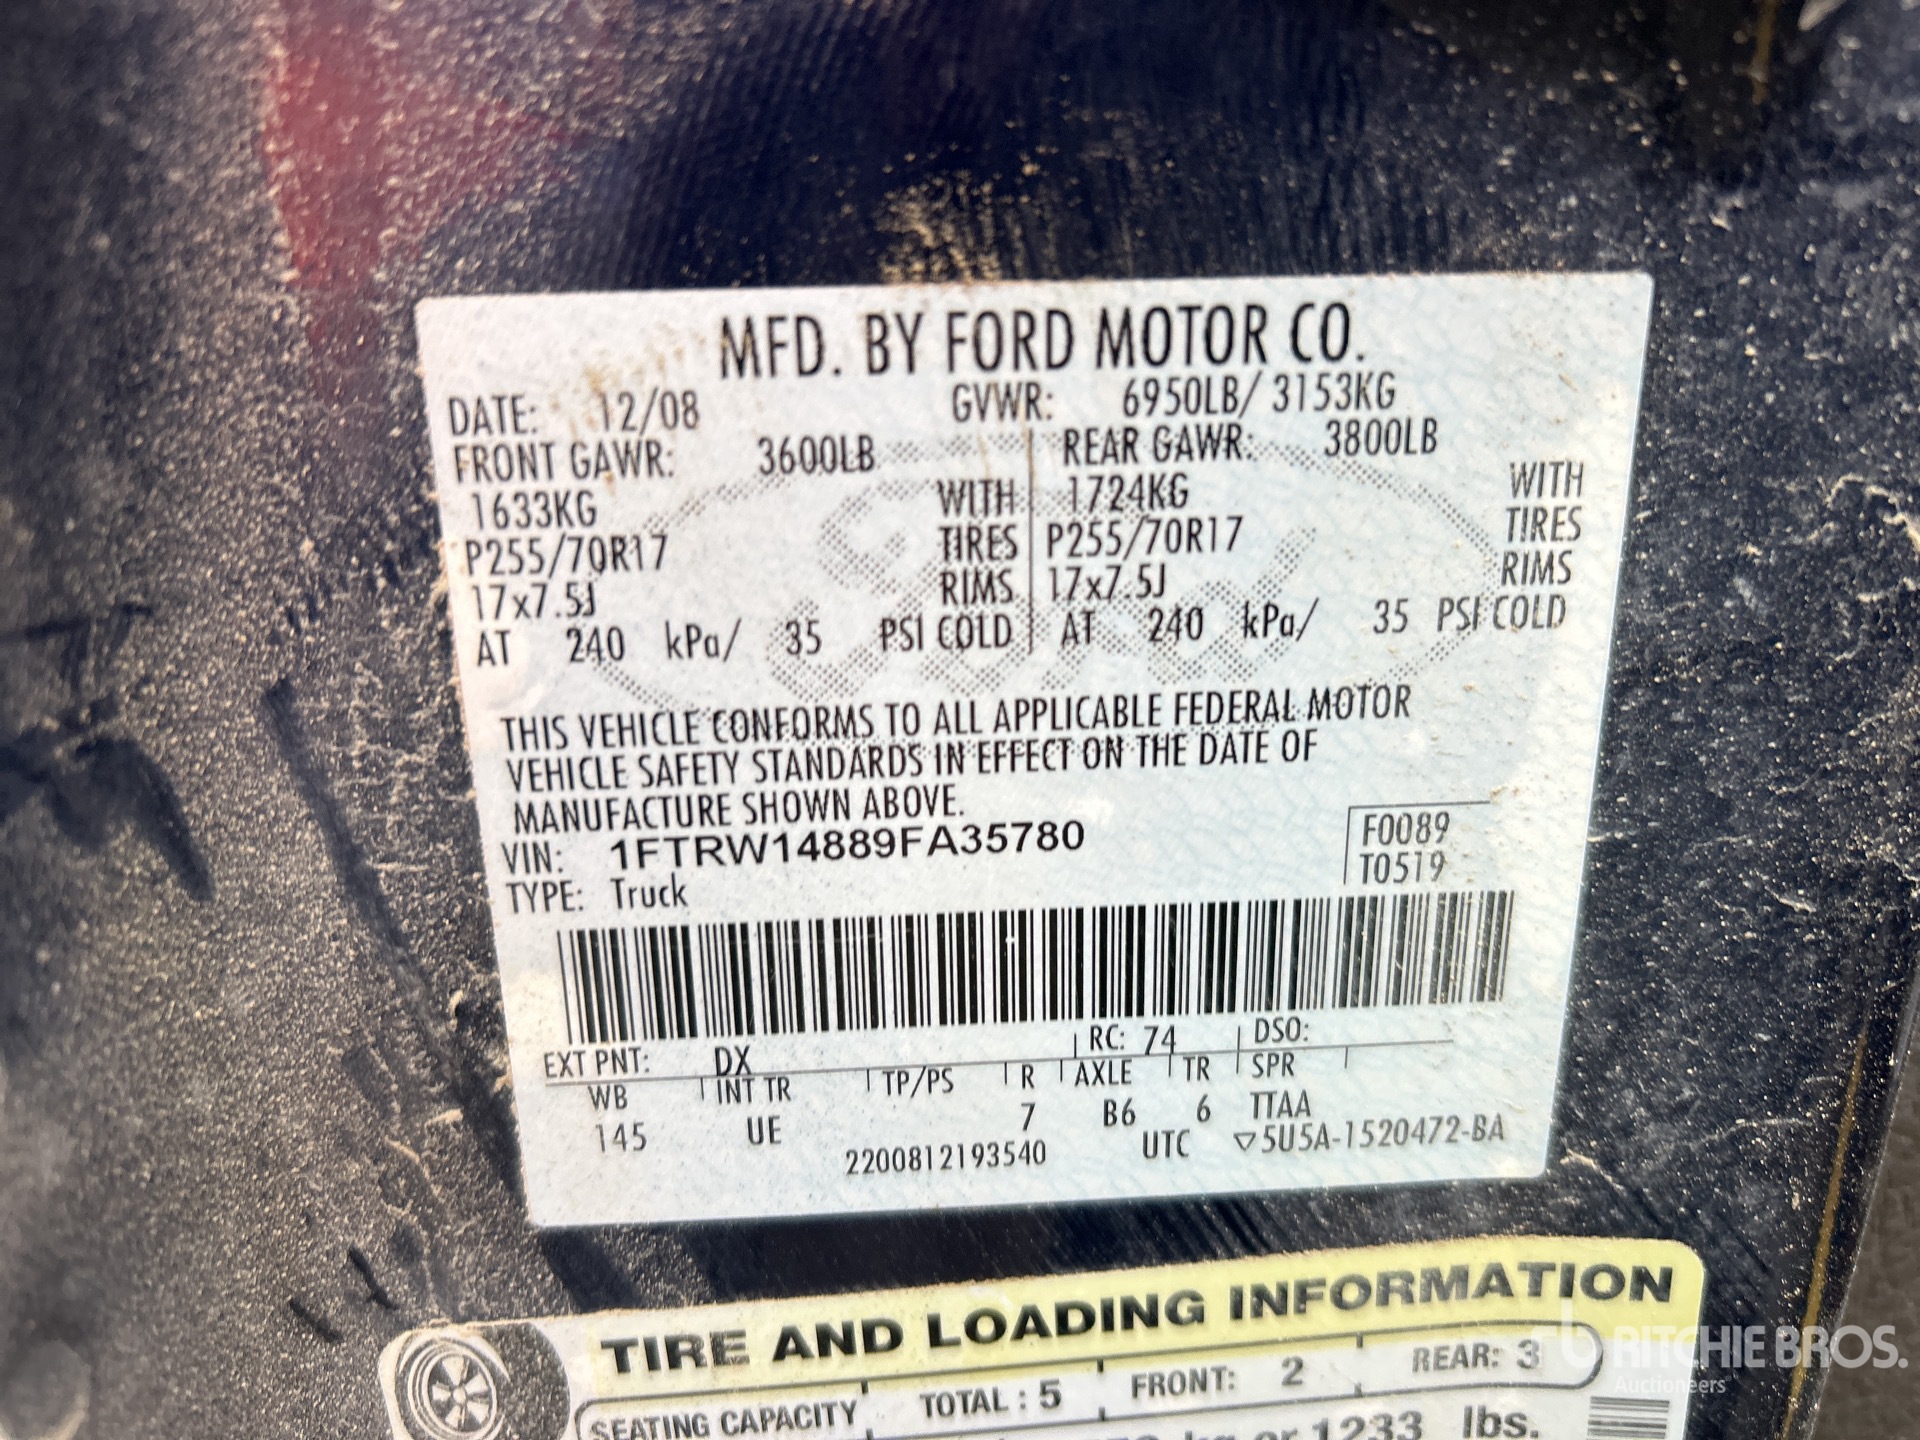 MFD. BY FORD MOTOR CO.
DATE: 12/08 GVWR: 6950LB/ 3153KG
FRONT GAWR: 3600LB REAR GAWR: 3800LB
1633KG WITH 1724KG WITH
P255/70R17 TIRES P255/70R17 TIRES
17x7.5J RIMS 17x7.5J RIMS
AT 240 kPa/ 35 PSI COLD AT 240 kPa/ 35 PSI COLD
THIS VEHICLE CONFORMS TO ALL APPLICABLE FEDERAL MOTOR
VEHICLE SAFETY STANDARDS IN EFFECT ON THE DATE OF
MANUFACTURE SHOWN ABOVE.
VIN: 1FTRW14889FA35780 F0089
TYPE: Truck T0519
EXT PNT: DX RC: 74 DSO:
WB INT TR TP/PS R AXLE TR SPR
145 UE 7 B6 6 TTAA
2200812193540 UTC ▽5U5A-1520472-BA
TIRE AND LOADING INFORMATION
SEATING CAPACITY TOTAL : 5 FRONT: 2 REAR: 3
kg or 1233 lbs.
RITCHIE BROS.
Auctioneers